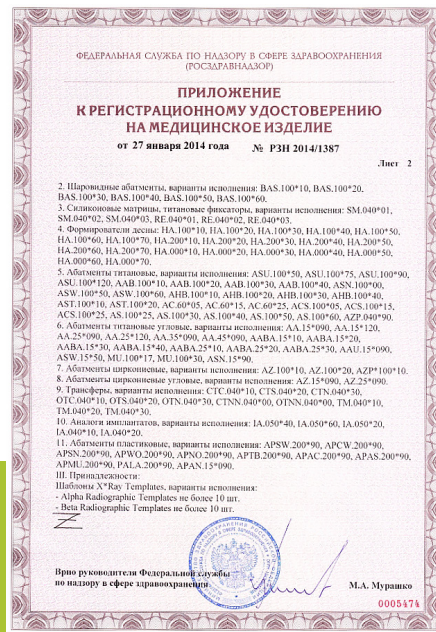 ФЕДЕРАЛЬНАЯ СЛУЖБА ПО НАДЗОРУ В СФЕРЕ ЗДРАВООХРАНЕНИЯ
(РОСЗДРАВНАДЗОР)
ПРИЛОЖЕНИЕ
К РЕГИСТРАЦИОННОМУ УДОСТОВЕРЕНИЮ
НА МЕДИЦИНСКОЕ ИЗДЕЛИЕ
от 27 января 2014 года № РЗН 2014/1387
Лист 2
2. Шаровидные абатменты, варианты исполнения: BAS.100*10, BAS.100*20,
BAS.100*30, BAS.100*40, BAS.100*50, BAS.100*60.
3. Силиконовые матрицы, титановые фиксаторы, варианты исполнения: SM.040*01,
SM.040*02, SM.040*03, RE.040*01, RE.040*02, RE.040*03.
4. Формирователи десны: HA.100*10, HA.100*20, HA.100*30, HA.100*40, HA.100*50,
HA.100*60, HA.100*70, HA.200*10, HA.200*20, HA.200*30, HA.200*40, HA.200*50,
HA.200*60, HA.200*70, HA.000*10, HA.000*20, HA.000*30, HA.000*40, HA.000*50,
HA.000*60, HA.000*70.
5. Абатменты титановые, варианты исполнения: ASU.100*50, ASU.100*75, ASU.100*90,
ASU.100*120, AAB.100*10, AAB.100*20, AAB.100*30, AAB.100*40, ASN.100*00,
ASW.100*50, ASW.100*60, AHB.100*10, AHB.100*20, AHB.100*30, AHB.100*40,
AST.100*10, AST.100*20, AC.60*05, AC.60*15, AC.60*25, ACS.100*05, ACS.100*15,
ACS.100*25, AS.100*25, AS.100*30, AS.100*40, AS.100*50, AS.100*60, AZP.040*90.
6. Абатменты титановые угловые, варианты исполнения: AA.15*090, AA.15*120,
AA.25*090, AA.25*120, AA.35*090, AA.45*090, AABA.15*10, AABA.15*20,
AABA.15*30, AABA.15*40, AABA.25*10, AABA.25*20, AABA.25*30, AAU.15*090,
ASW.15*50, MU.100*17, MU.100*30, ASN.15*90.
7. Абатменты циркониевые, варианты исполнения: AZ.100*10, AZ.100*20, AZP*100*10.
8. Абатменты циркониевые угловые, варианты исполнения: AZ.15*090, AZ.25*090.
9. Трансферы, варианты исполнения: CTC.040*10, CTS.040*20, CTN.040*30,
OTC.040*10, OTS.040*20, OTN.040*30, CTNN.040*00, OTNN.040*00, TM.040*10,
TM.040*20, TM.040*30.
10. Аналоги имплантатов, варианты исполнения: IA.050*40, IA.050*60, IA.050*20,
IA.040*10, IA.040*20.
11. Абатменты пластиковые, варианты исполнения: APSW.200*90, APCW.200*90,
APSN.200*90, APWO.200*90, APNO.200*90, APTB.200*90, APAC.200*90, APAS.200*90,
APMU.200*90, PALA.200*90, APAN.15*090.
III. Принадлежности:
Шаблоны X*Ray Templates, варианты исполнения:
- Alpha Radiographic Templates не более 10 шт.
- Beta Radiographic Templates не более 10 шт.
Врио руководителя Федеральной службы
по надзору в сфере здравоохранения
М.А. Мурашко
0005474